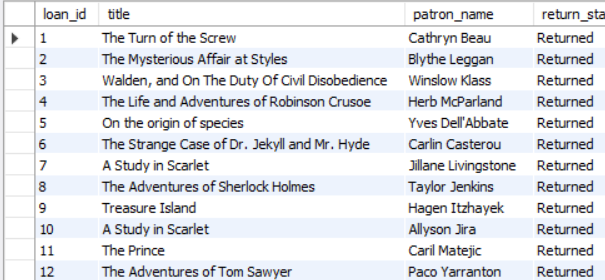 loan_id title patron_name return_sta
1 The Turn of the Screw Cathryn Beau Returned
2 The Mysterious Affair at Styles Blythe Leggan Returned
3 Walden, and On The Duty Of Civil Disobedience Winslow Klass Returned
4 The Life and Adventures of Robinson Crusoe Herb McParland Returned
5 On the origin of species Yves Dell'Abbate Returned
6 The Strange Case of Dr. Jekyll and Mr. Hyde Carlin Casterou Returned
7 A Study in Scarlet Jillane Livingstone Returned
8 The Adventures of Sherlock Holmes Taylor Jenkins Returned
9 Treasure Island Hagen Itzhayek Returned
10 A Study in Scarlet Allyson Jira Returned
11 The Prince Caril Matejic Returned
12 The Adventures of Tom Sawyer Paco Yarranton Returned